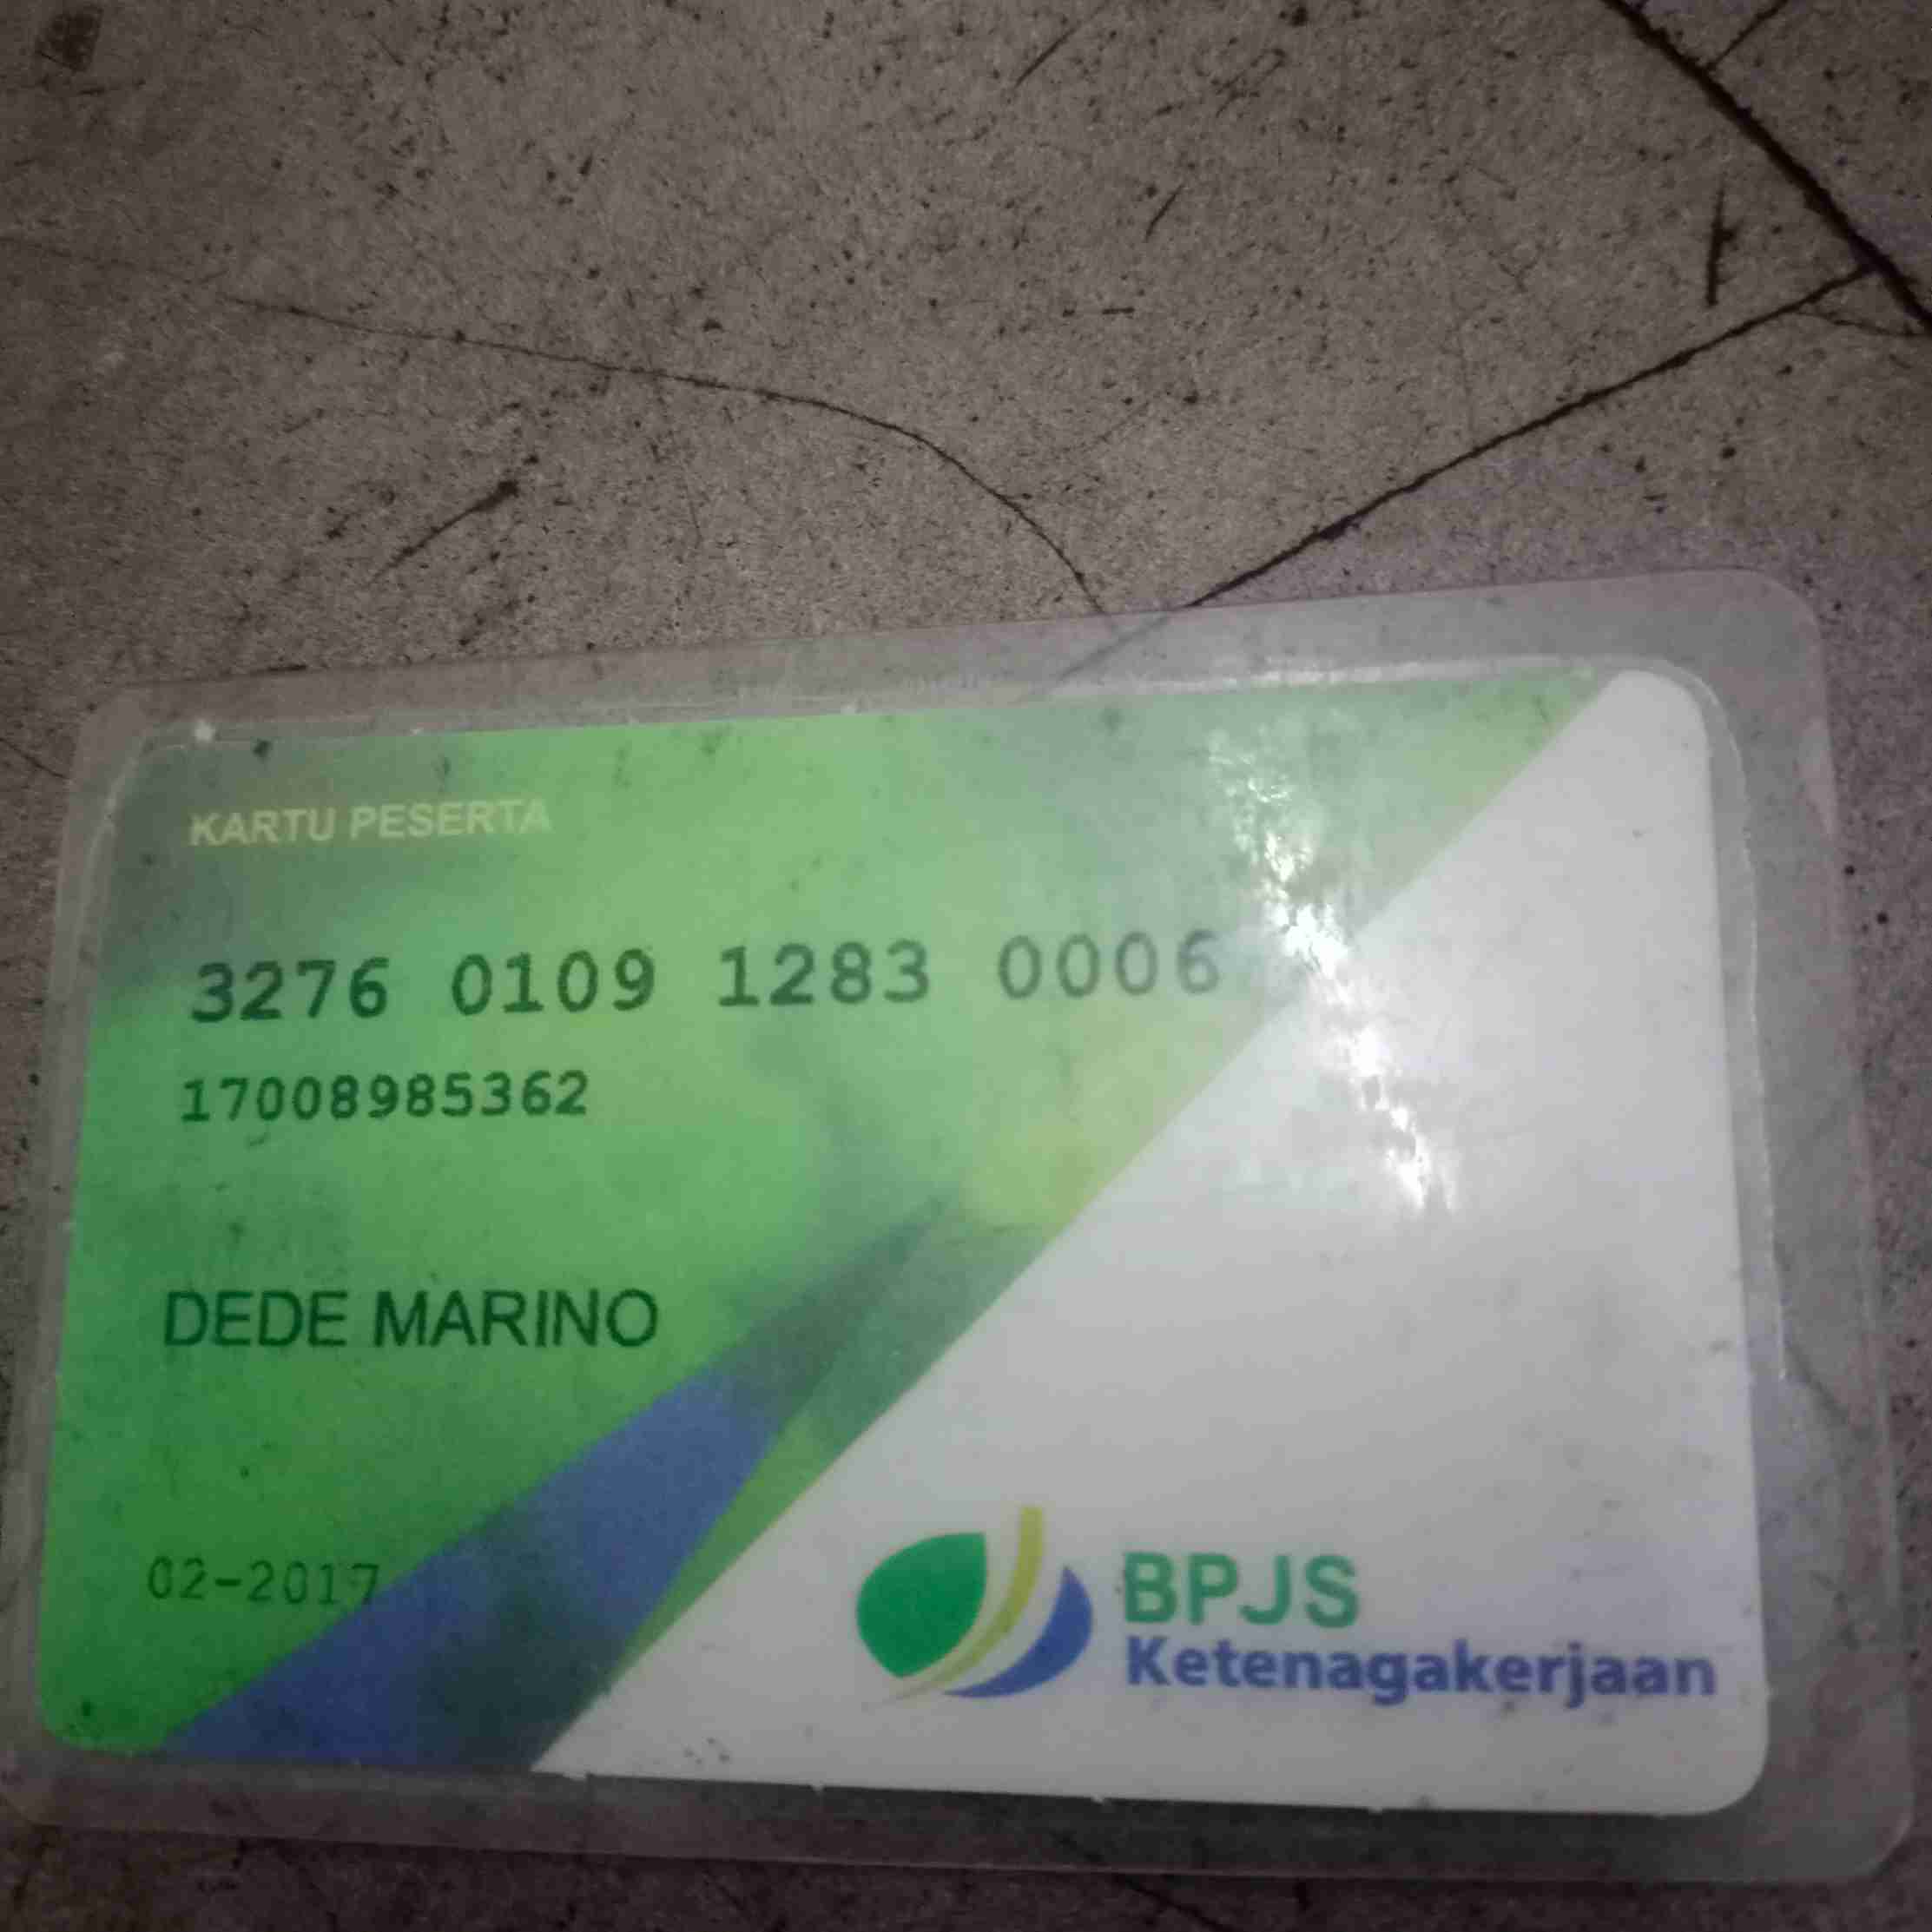 KARTU PESERTA
3276 0109 1283 0006
17008985362
DEDE MARINO
02-2017
BPJS
Ketenagakerjaan